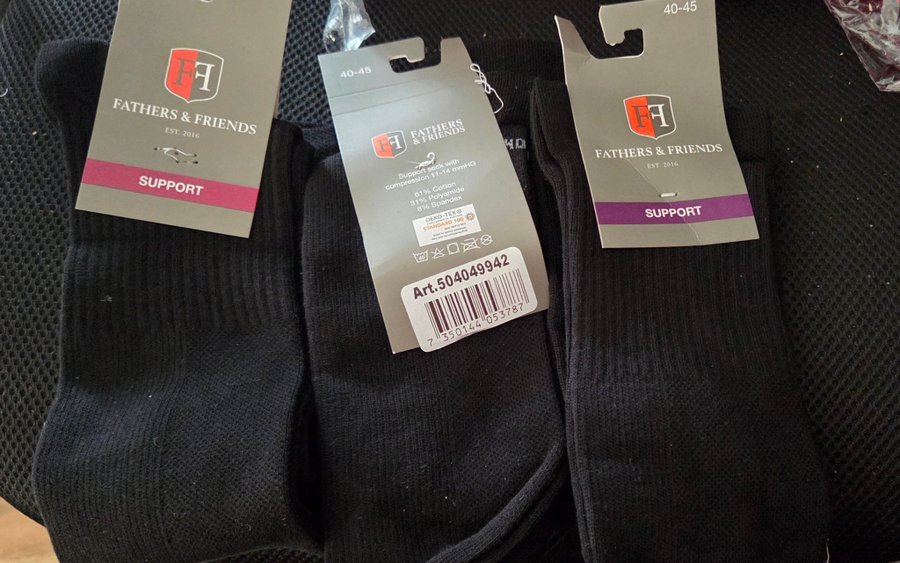 FF
FATHERS & FRIENDS
EST. 2016
SUPPORT
40-45
FF
FATHERS
& FRIENDS
Support sock with
compression 11-14 mmHG
61% Cotton
31% Polyamide
8% Spandex
OEKO-TEX®
STANDARD 100
40
Art.504049942
7 350144 053787
40-45
FF
FATHERS & FRIENDS
EST. 2016
SUPPORT